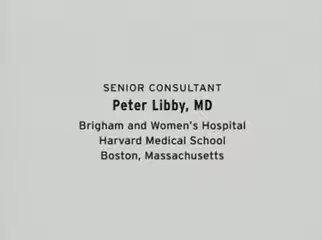 SENIOR CONSULTANT
Peter Libby, MD
Brigham and Women's Hospital
Harvard Medical School
Boston, Massachusetts